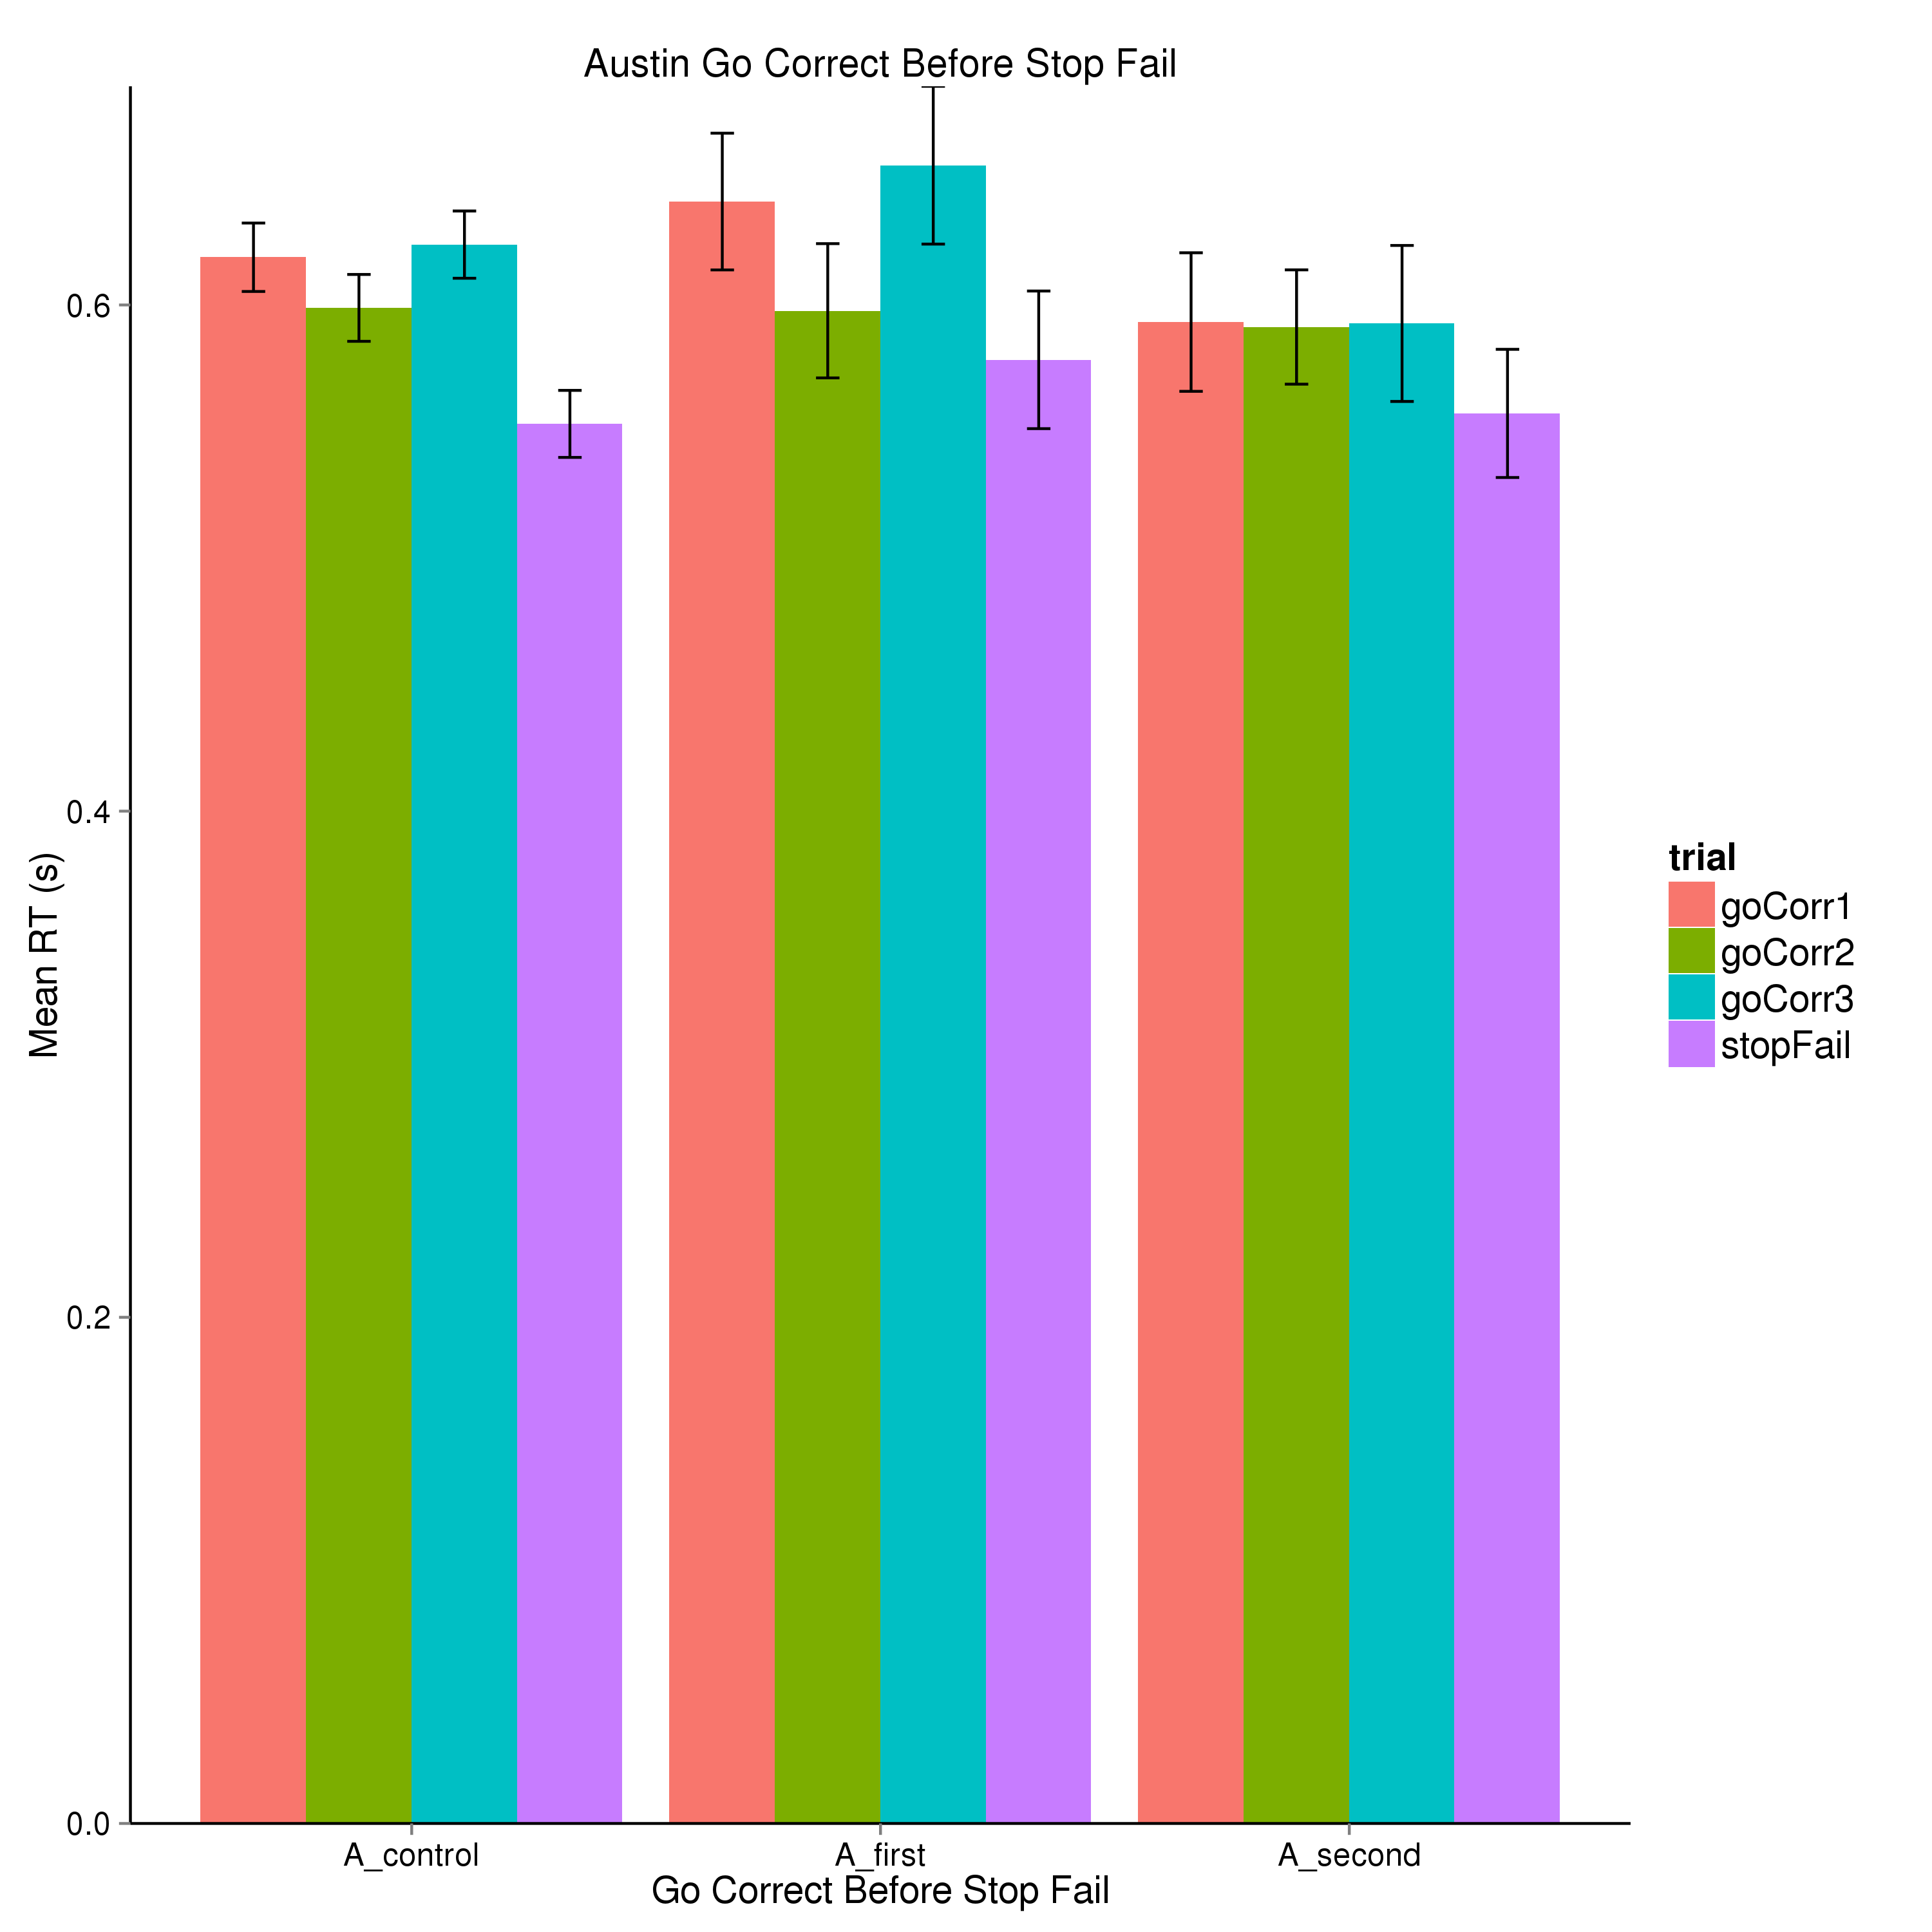 Austin Go Correct Before Stop Fail
Mean RT (s)
0.6
0.4
0.2
0.0
A_control
A_first
A_second
Go Correct Before Stop Fail
trial
goCorr1
goCorr2
goCorr3
stopFail